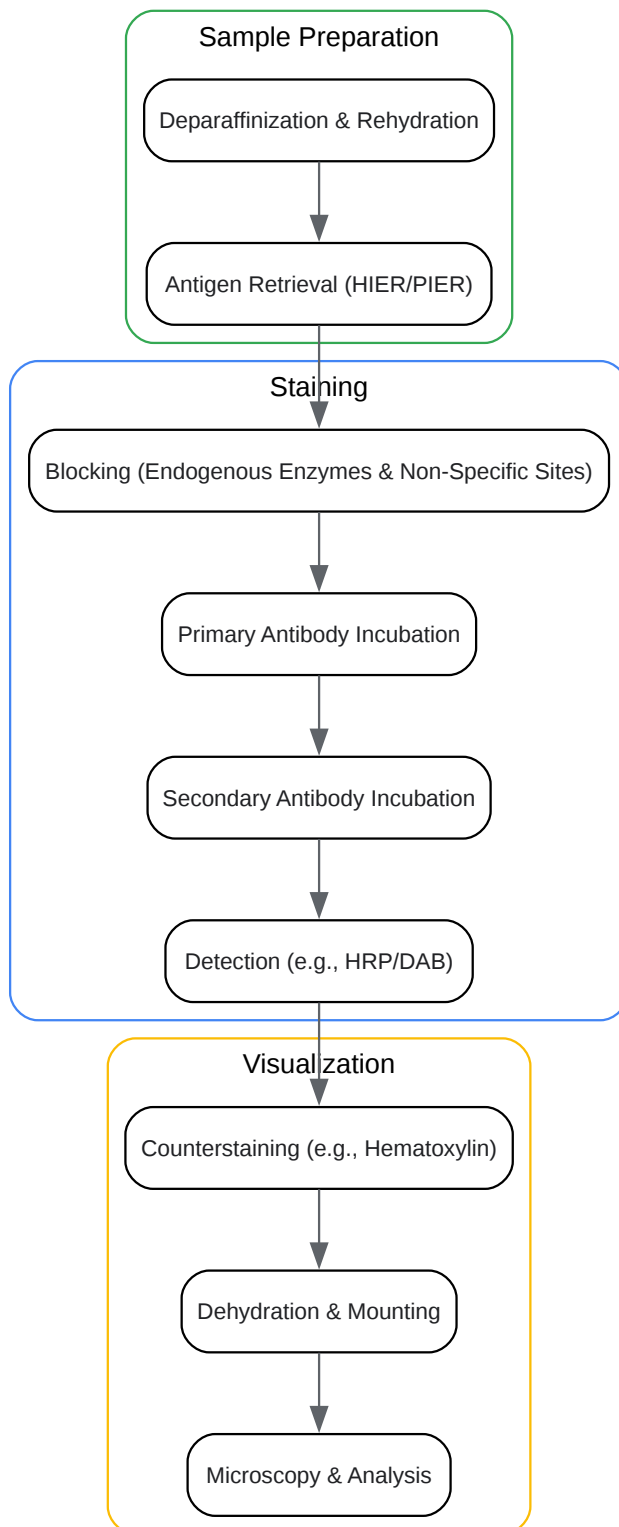 Sample Preparation
Deparaffinization & Rehydration
Antigen Retrieval (HIER/PIER)
Staining
Blocking (Endogenous Enzymes & Non-Specific Sites)
Primary Antibody Incubation
Secondary Antibody Incubation
Detection (e.g., HRP/DAB)
Visualization
Counterstaining (e.g., Hematoxylin)
Dehydration & Mounting
Microscopy & Analysis